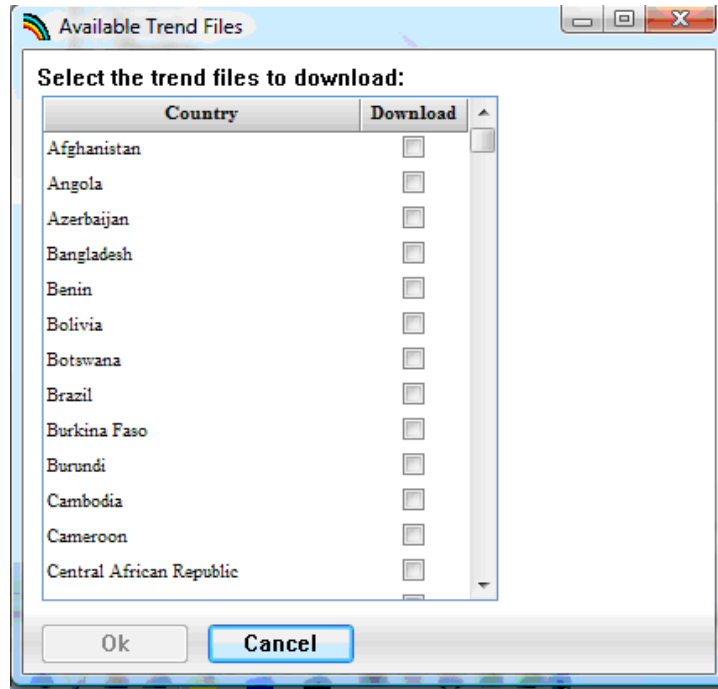 Available Trend Files
Select the trend files to download:
Country Download
Afghanistan
Angola
Azerbaijan
Bangladesh
Benin
Bolivia
Botswana
Brazil
Burkina Faso
Burundi
Cambodia
Cameroon
Central African Republic
Ok Cancel